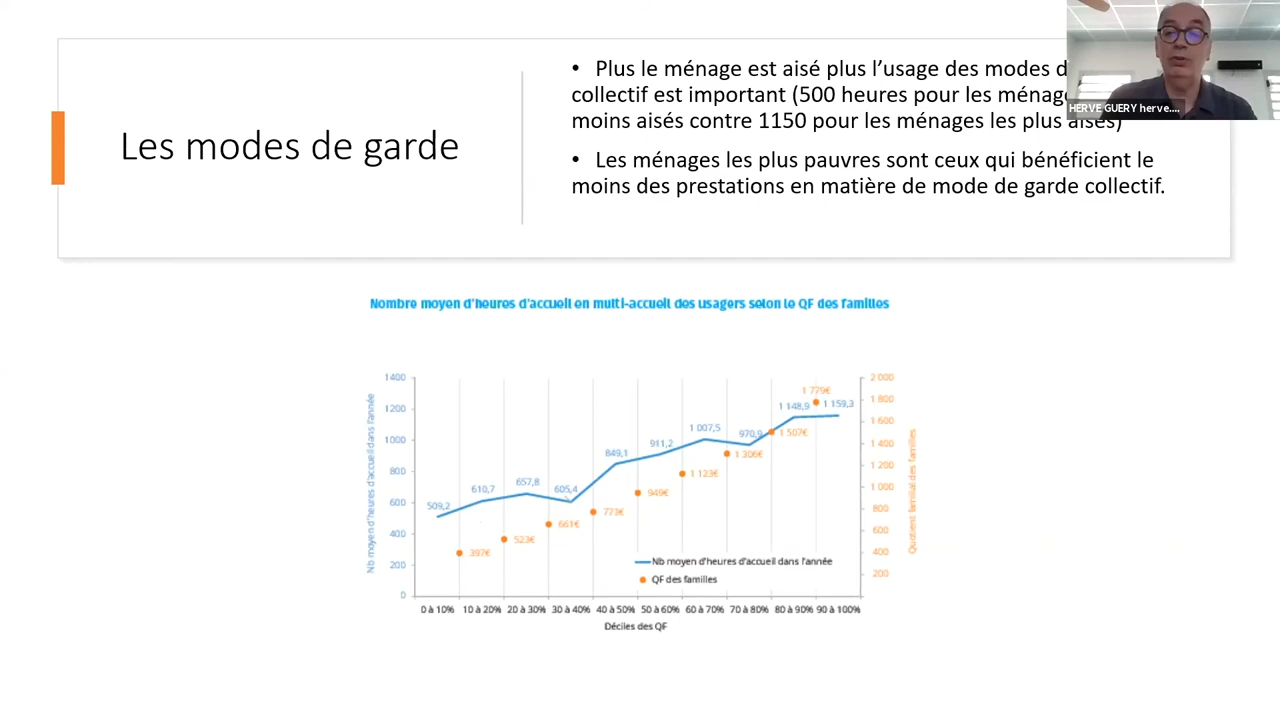 Les modes de garde
• Plus le ménage est aisé plus l’usage des modes d
collectif est important (500 heures pour les ménag
moins aisés contre 1150 pour les ménages les plus aisés)
• Les ménages les plus pauvres sont ceux qui bénéficient le
moins des prestations en matière de mode de garde collectif.
HERVE GUERY herve....
Nombre moyen d’heures d’accueil en multi-accueil des usagers selon le QF des familles
Nb moyen d’heures d’accueil dans l’année
1400
1200
1000
800
600
400
200
0
509,2
610,7
657,8
605,4
849,1
911,2
1 007,5
970,9
1 148,9
1 159,3
397€
523€
661€
773€
949€
1 123€
1 306€
1 507€
1 779€
2 000
1 800
1 600
1 400
1 200
1 000
800
600
400
200
Quotient familial des familles
Nb moyen d’heures d’accueil dans l’année
QF des familles
0 à 10% 10 à 20% 20 à 30% 30 à 40% 40 à 50% 50 à 60% 60 à 70% 70 à 80% 80 à 90% 90 à 100%
Déciles des QF